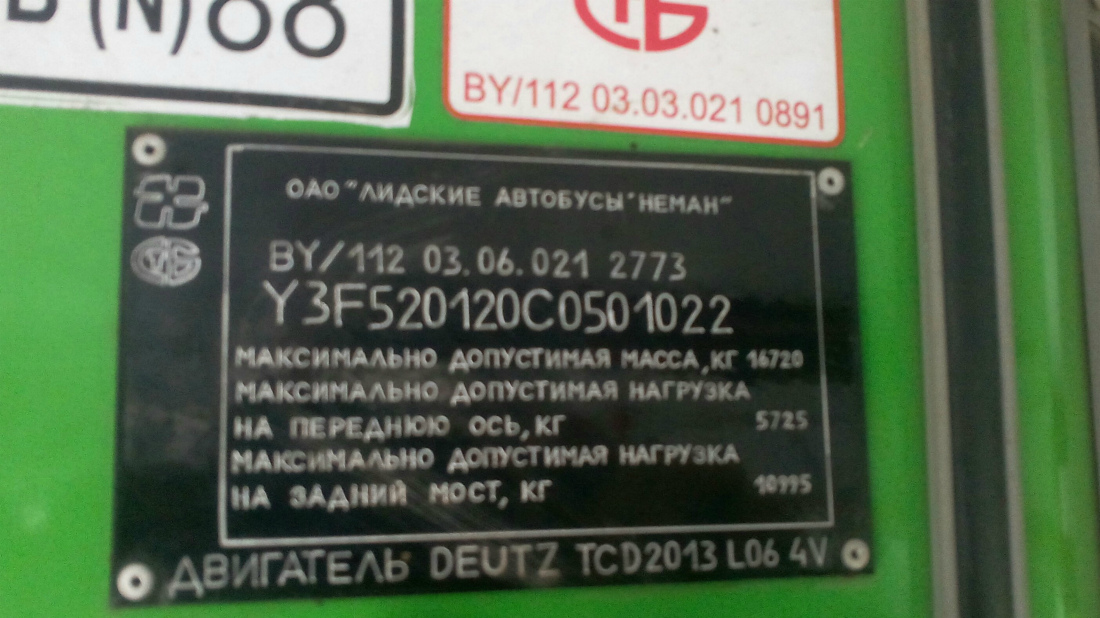 (N)
BY/112 03.03.021 0891
ОАО "ЛИДСКИЕ АВТОБУСЫ "НЕМАН"
BY/112 03.06.021 2773
Y3F520120C0501022
МАКСИМАЛЬНО ДОПУСТИМАЯ МАССА, КГ 16720
МАКСИМАЛЬНО ДОПУСТИМАЯ НАГРУЗКА
НА ПЕРЕДНЮЮ ОСЬ, КГ 5725
МАКСИМАЛЬНО ДОПУСТИМАЯ НАГРУЗКА
НА ЗАДНИЙ МОСТ, КГ 10995
ДВИГАТЕЛЬ DEUTZ TCD2013 L06 4V